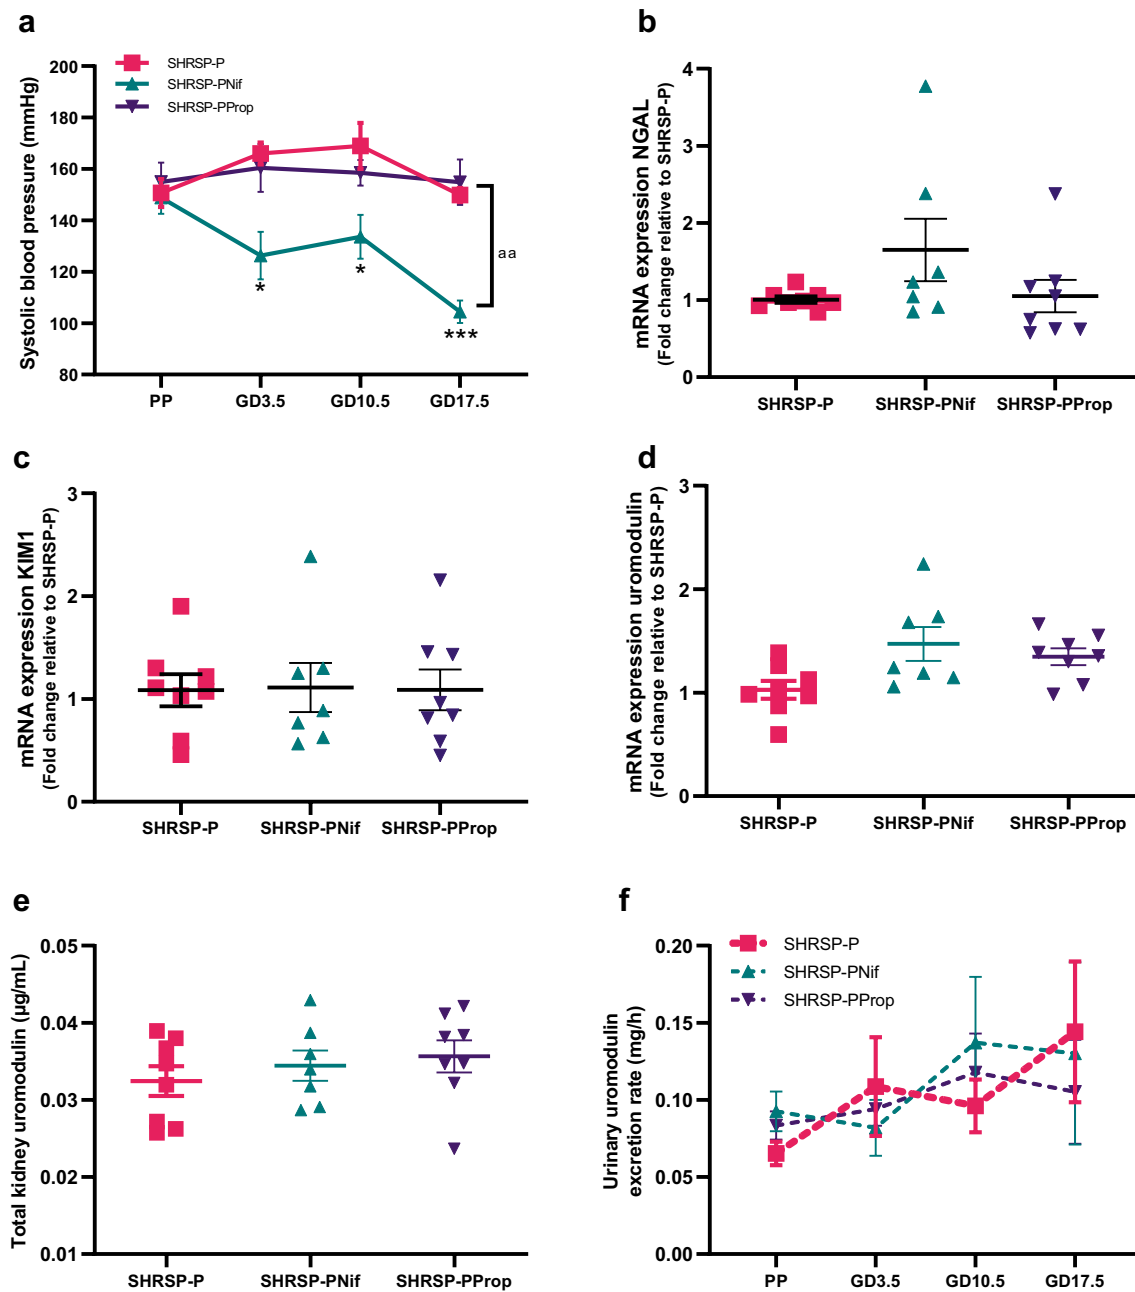 a
Systolic blood pressure (mmHg)
200
180
160
140
120
100
80
SHRSP-P
SHRSP-PNif
SHRSP-PProp
*
*
***
aa
PP GD3.5 GD10.5 GD17.5
b
mRNA expression NGAL
(Fold change relative to SHRSP-P)
4
3
2
1
0
SHRSP-P SHRSP-PNif SHRSP-PProp
c
mRNA expression KIM1
(Fold change relative to SHRSP-P)
3
2
1
0
SHRSP-P SHRSP-PNif SHRSP-PProp
d
mRNA expression uromodulin
(Fold change relative to SHRSP-P)
3
2
1
0
SHRSP-P SHRSP-PNif SHRSP-PProp
e
Total kidney uromodulin (µg/mL)
0.05
0.04
0.03
0.02
0.01
SHRSP-P SHRSP-PNif SHRSP-PProp
f
Urinary uromodulin
excretion rate (mg/h)
0.20
0.15
0.10
0.05
0.00
SHRSP-P
SHRSP-PNif
SHRSP-PProp
PP GD3.5 GD10.5 GD17.5